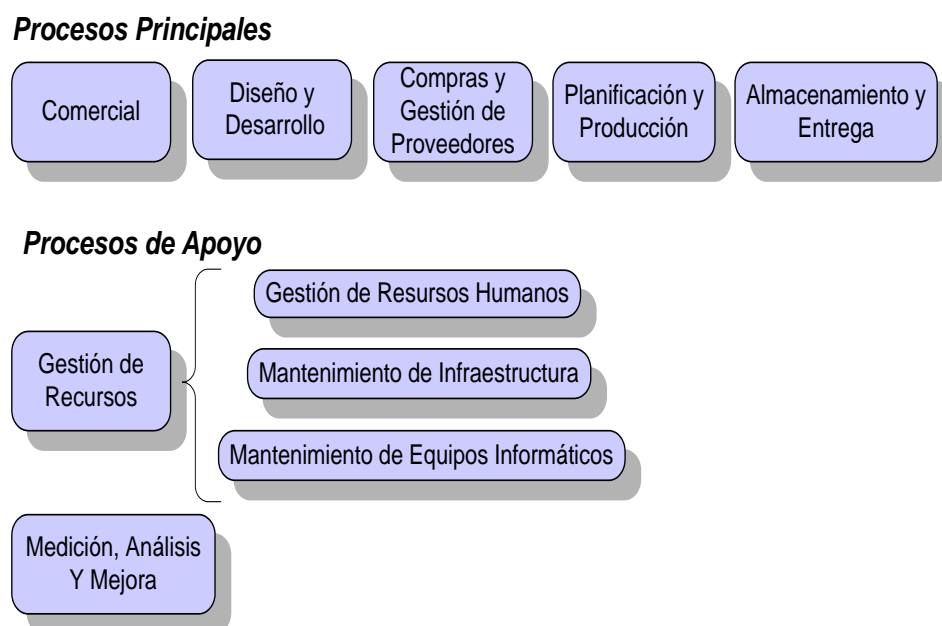 Procesos Principales
Comercial
Diseño y
Desarrollo
Compras y
Gestión de
Proveedores
Planificación y
Producción
Almacenamiento y
Entrega
Procesos de Apoyo
Gestión de
Recursos
Gestión de Resursos Humanos
Mantenimiento de Infraestructura
Mantenimiento de Equipos Informáticos
Medición, Análisis
Y Mejora